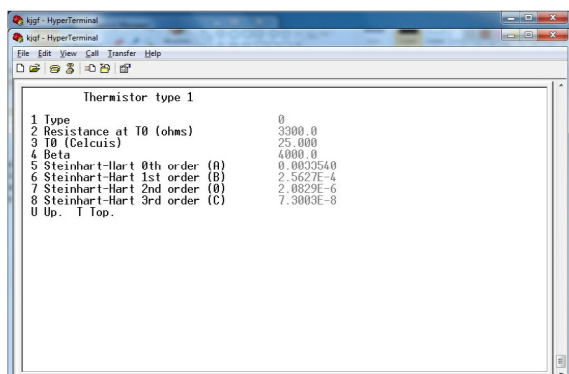 kjgf - HyperTerminal
kjgf - HyperTerminal
File Edit View Call Transfer Help
Thermistor type 1
1 Type 0
2 Resistance at T0 (ohms) 3300.0
3 T0 (Celcuis) 25.000
4 Beta 4000.0
5 Steinhart-Hart 0th order (A) 0.0033540
6 Steinhart-Hart 1st order (B) 2.5627E-4
7 Steinhart-Hart 2nd order (0) 2.0829E-6
8 Steinhart-Hart 3rd order (C) 7.3003E-8
U Up. T Top.